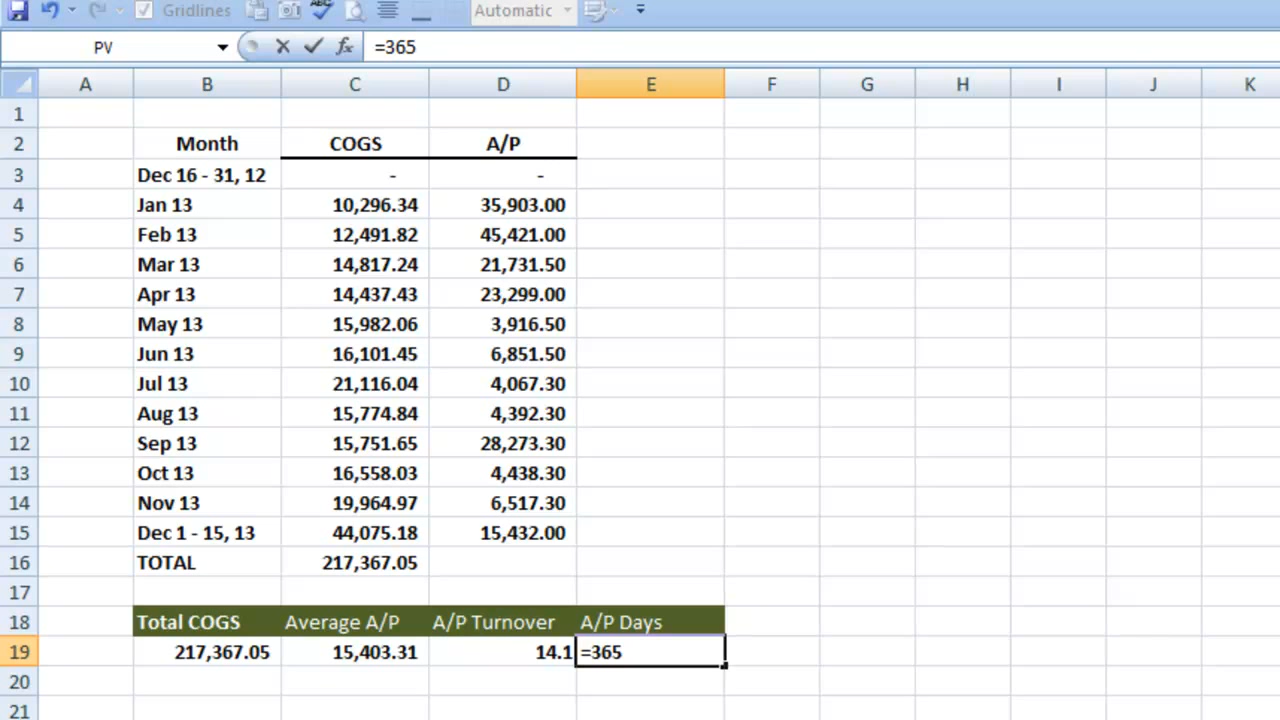 Gridlines ABC Automatic
PV =365
A B C D E F G H I J K
1
2 Month COGS A/P
3 Dec 16 - 31, 12 - -
4 Jan 13 10,296.34 35,903.00
5 Feb 13 12,491.82 45,421.00
6 Mar 13 14,817.24 21,731.50
7 Apr 13 14,437.43 23,299.00
8 May 13 15,982.06 3,916.50
9 Jun 13 16,101.45 6,851.50
10 Jul 13 21,116.04 4,067.30
11 Aug 13 15,774.84 4,392.30
12 Sep 13 15,751.65 28,273.30
13 Oct 13 16,558.03 4,438.30
14 Nov 13 19,964.97 6,517.30
15 Dec 1 - 15, 13 44,075.18 15,432.00
16 TOTAL 217,367.05
17
18 Total COGS Average A/P A/P Turnover A/P Days
19 217,367.05 15,403.31 14.1 =365
20
21